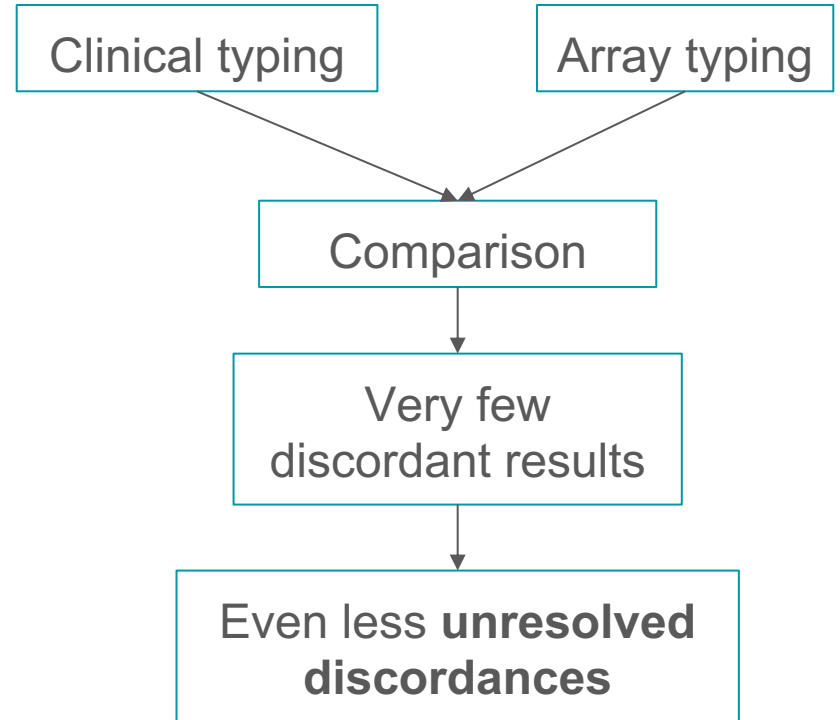 Clinical typing
Array typing
Comparison
Very few
discordant results
Even less unresolved
discordances